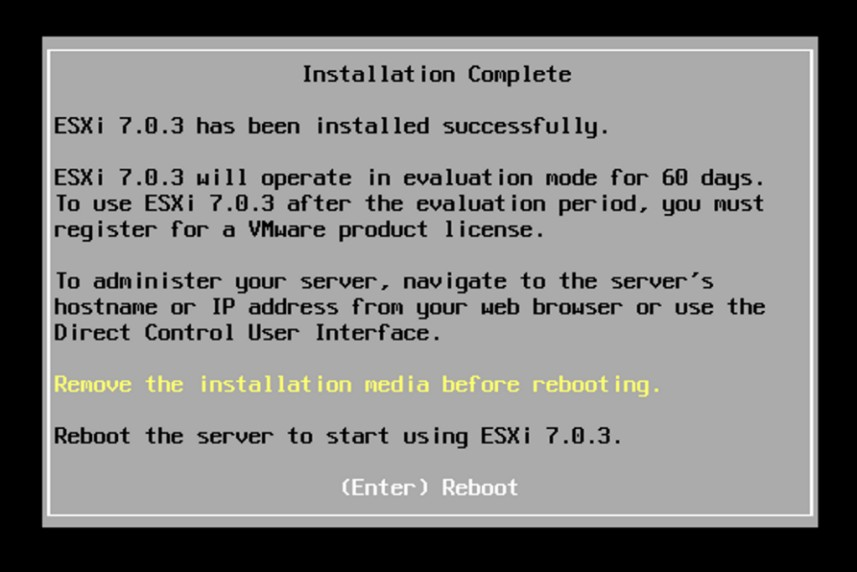 Installation Complete
ESXi 7.0.3 has been installed successfully.
ESXi 7.0.3 will operate in evaluation mode for 60 days.
To use ESXi 7.0.3 after the evaluation period, you must
register for a VMware product license.
To administer your server, navigate to the server's
hostname or IP address from your web browser or use the
Direct Control User Interface.
Remove the installation media before rebooting.
Reboot the server to start using ESXi 7.0.3.
(Enter) Reboot